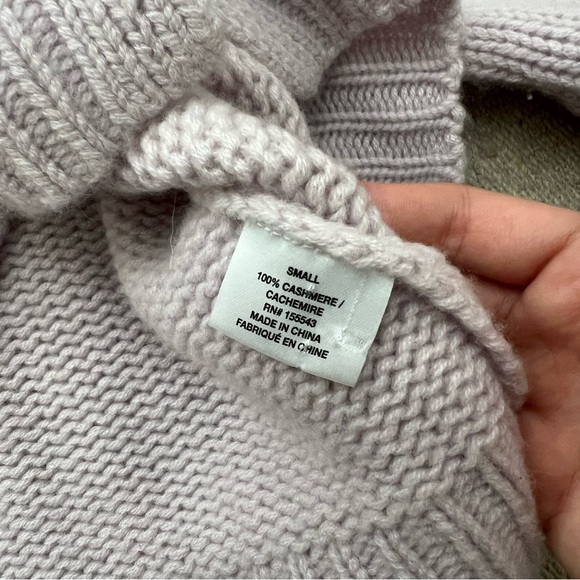 SMALL
100% CASHMERE /
CACHEMIRE
RN# 155543
MADE IN CHINA
FABRIQUÉ EN CHINE